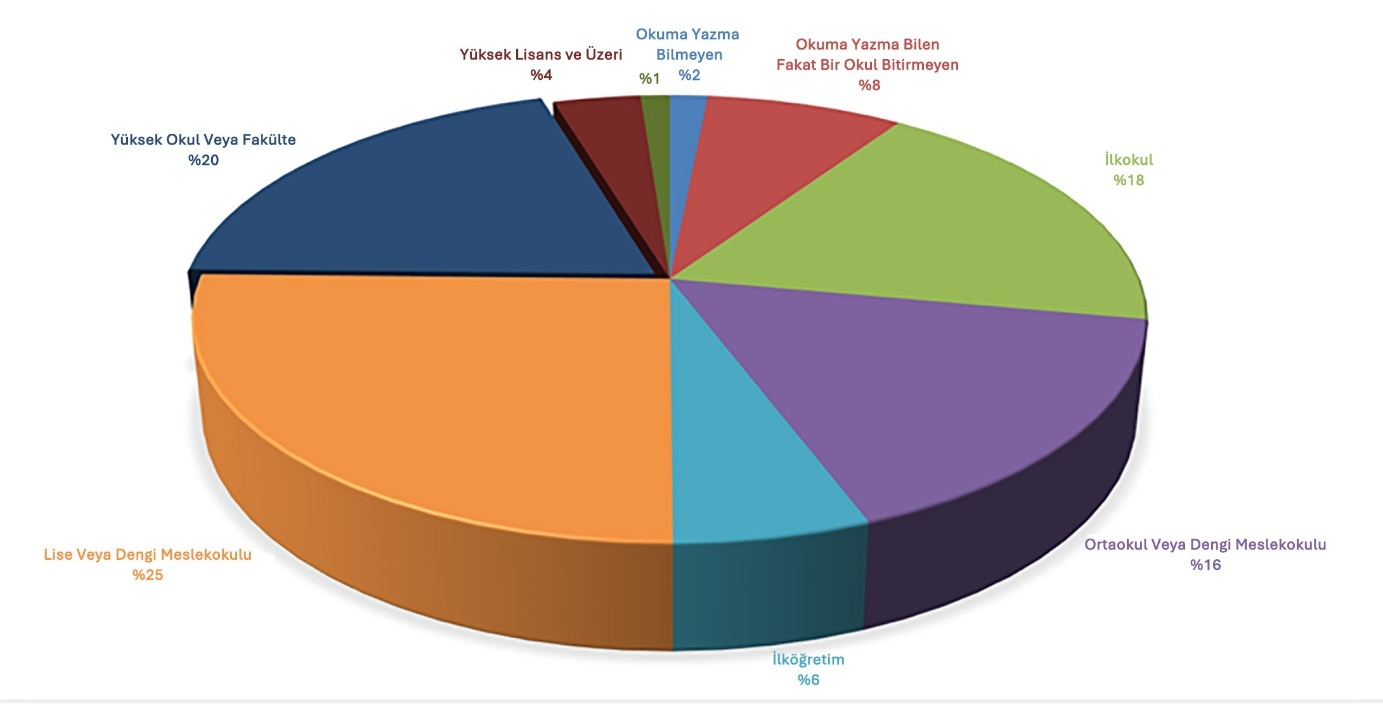 Okuma Yazma
Bilmeyen
%2
Okuma Yazma Bilen
Fakat Bir Okul Bitirmeyen
%8
İlkokul
%18
Ortaokul Veya Dengi Meslekokulu
%16
İlköğretim
%6
Lise Veya Dengi Meslekokulu
%25
Yüksek Okul Veya Fakülte
%20
Yüksek Lisans ve Üzeri
%4
%1